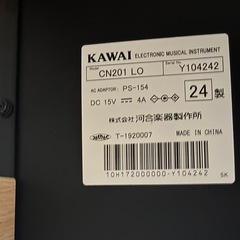 KAWAI ELECTRONIC MUSICAL INSTRUMENT
Model CN201 LO Serial No. Y104242
AC ADAPTOR: PS-154
DC 15V ⎓ 4A
24 製
株式会社 河合楽器製作所
T-1920007
MADE IN CHINA
10H172000000-Y104242
SK